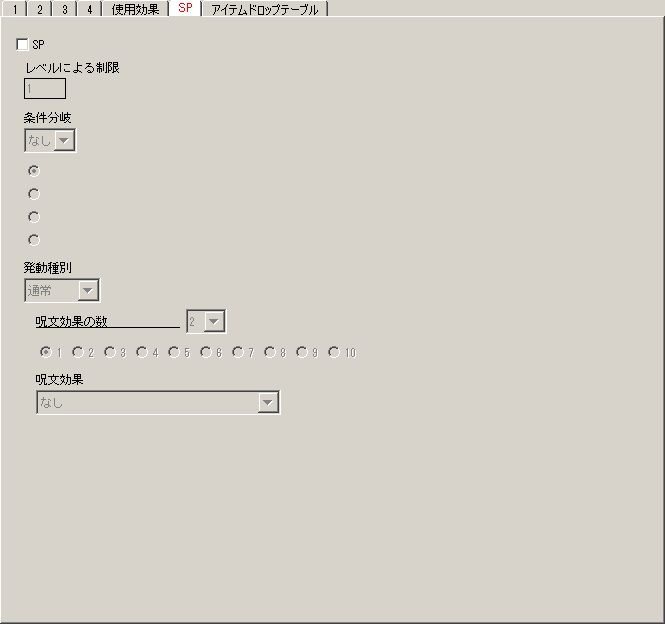 1 2 3 4 使用効果 SP アイテムドロップテーブル
SP
レベルによる制限
1
条件分岐
なし
発動種別
通常
呪文効果の数 2
1 2 3 4 5 6 7 8 9 10
呪文効果
なし